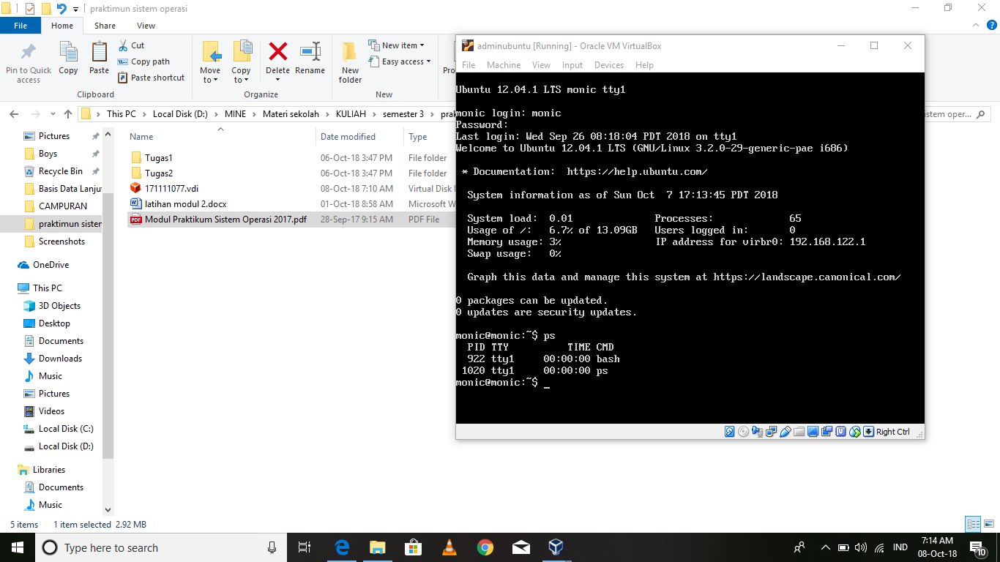 praktimun sistem operasi
File Home Share View
Pin to Quick access
Copy
Paste
Cut
Copy path
Paste shortcut
Clipboard
Move to
Copy to
Delete
Rename
Organize
New folder
New item
Easy access
New
This PC > Local Disk (D:) > MINE > Materi sekolah > KULIAH > semester 3 >
Name Date modified Type
Tugas1 06-Oct-18 3:47 PM File folder
Tugas2 06-Oct-18 3:47 PM File folder
171111077.vdi 08-Oct-18 7:10 AM Virtual Disk
latihan modul 2.docx 01-Oct-18 8:58 AM Microsoft W
Modul Praktikum Sistem Operasi 2017.pdf 28-Sep-17 9:15 AM PDF File
Pictures
Boys
Recycle Bin
Basis Data Lanju
CAMPURAN
praktimun sister
Screenshots
OneDrive
This PC
3D Objects
Desktop
Documents
Downloads
Music
Pictures
Videos
Local Disk (C:)
Local Disk (D:)
Libraries
Documents
Music
5 items 1 item selected 2.92 MB
adminubuntu [Running] - Oracle VM VirtualBox
File Machine View Input Devices Help
Ubuntu 12.04.1 LTS monic tty1
monic login: monic
Password:
Last login: Wed Sep 26 08:18:04 PDT 2018 on tty1
Welcome to Ubuntu 12.04.1 LTS (GNU/Linux 3.2.0-29-generic-pae i686)
* Documentation: https://help.ubuntu.com/
System information as of Sun Oct 7 17:13:45 PDT 2018
System load: 0.01 Processes: 65
Usage of /: 6.7% of 13.09GB Users logged in: 0
Memory usage: 3% IP address for virbr0: 192.168.122.1
Swap usage: 0%
Graph this data and manage this system at https://landscape.canonical.com/
0 packages can be updated.
0 updates are security updates.
monic@monic:~$ ps
PID TTY TIME CMD
922 tty1 00:00:00 bash
1020 tty1 00:00:00 ps
monic@monic:~$ _
Right Ctrl
Type here to search
IND
7:14 AM
08-Oct-18
10